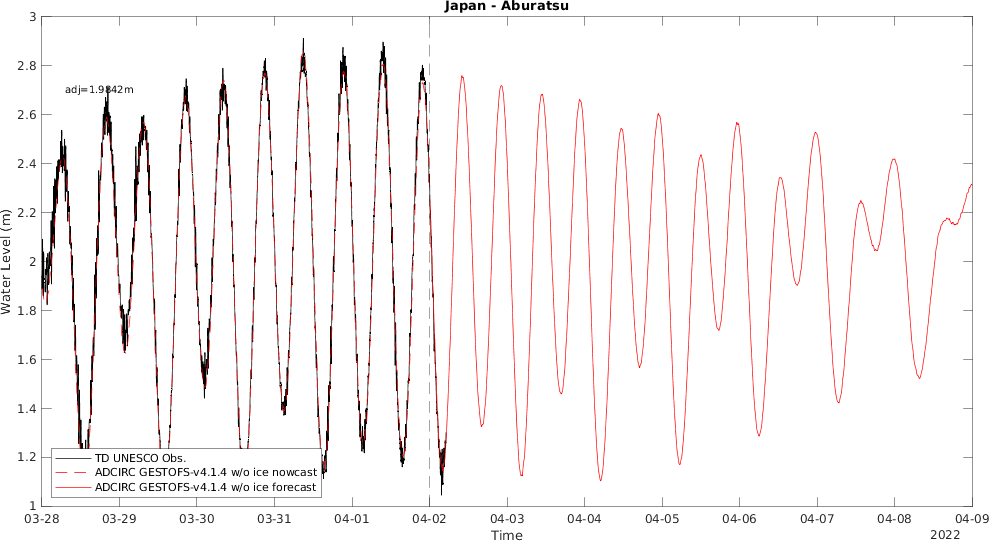 Japan - Aburatsu
3
2.8
2.6
2.4
2.2
2
1.8
1.6
1.4
1.2
1
Water Level (m)
adj=1.9842m
TD UNESCO Obs.
ADCIRC GESTOFS-v4.1.4 w/o ice nowcast
ADCIRC GESTOFS-v4.1.4 w/o ice forecast
03-28 03-29 03-30 03-31 04-01 04-02 04-03 04-04 04-05 04-06 04-07 04-08 04-09
Time
2022